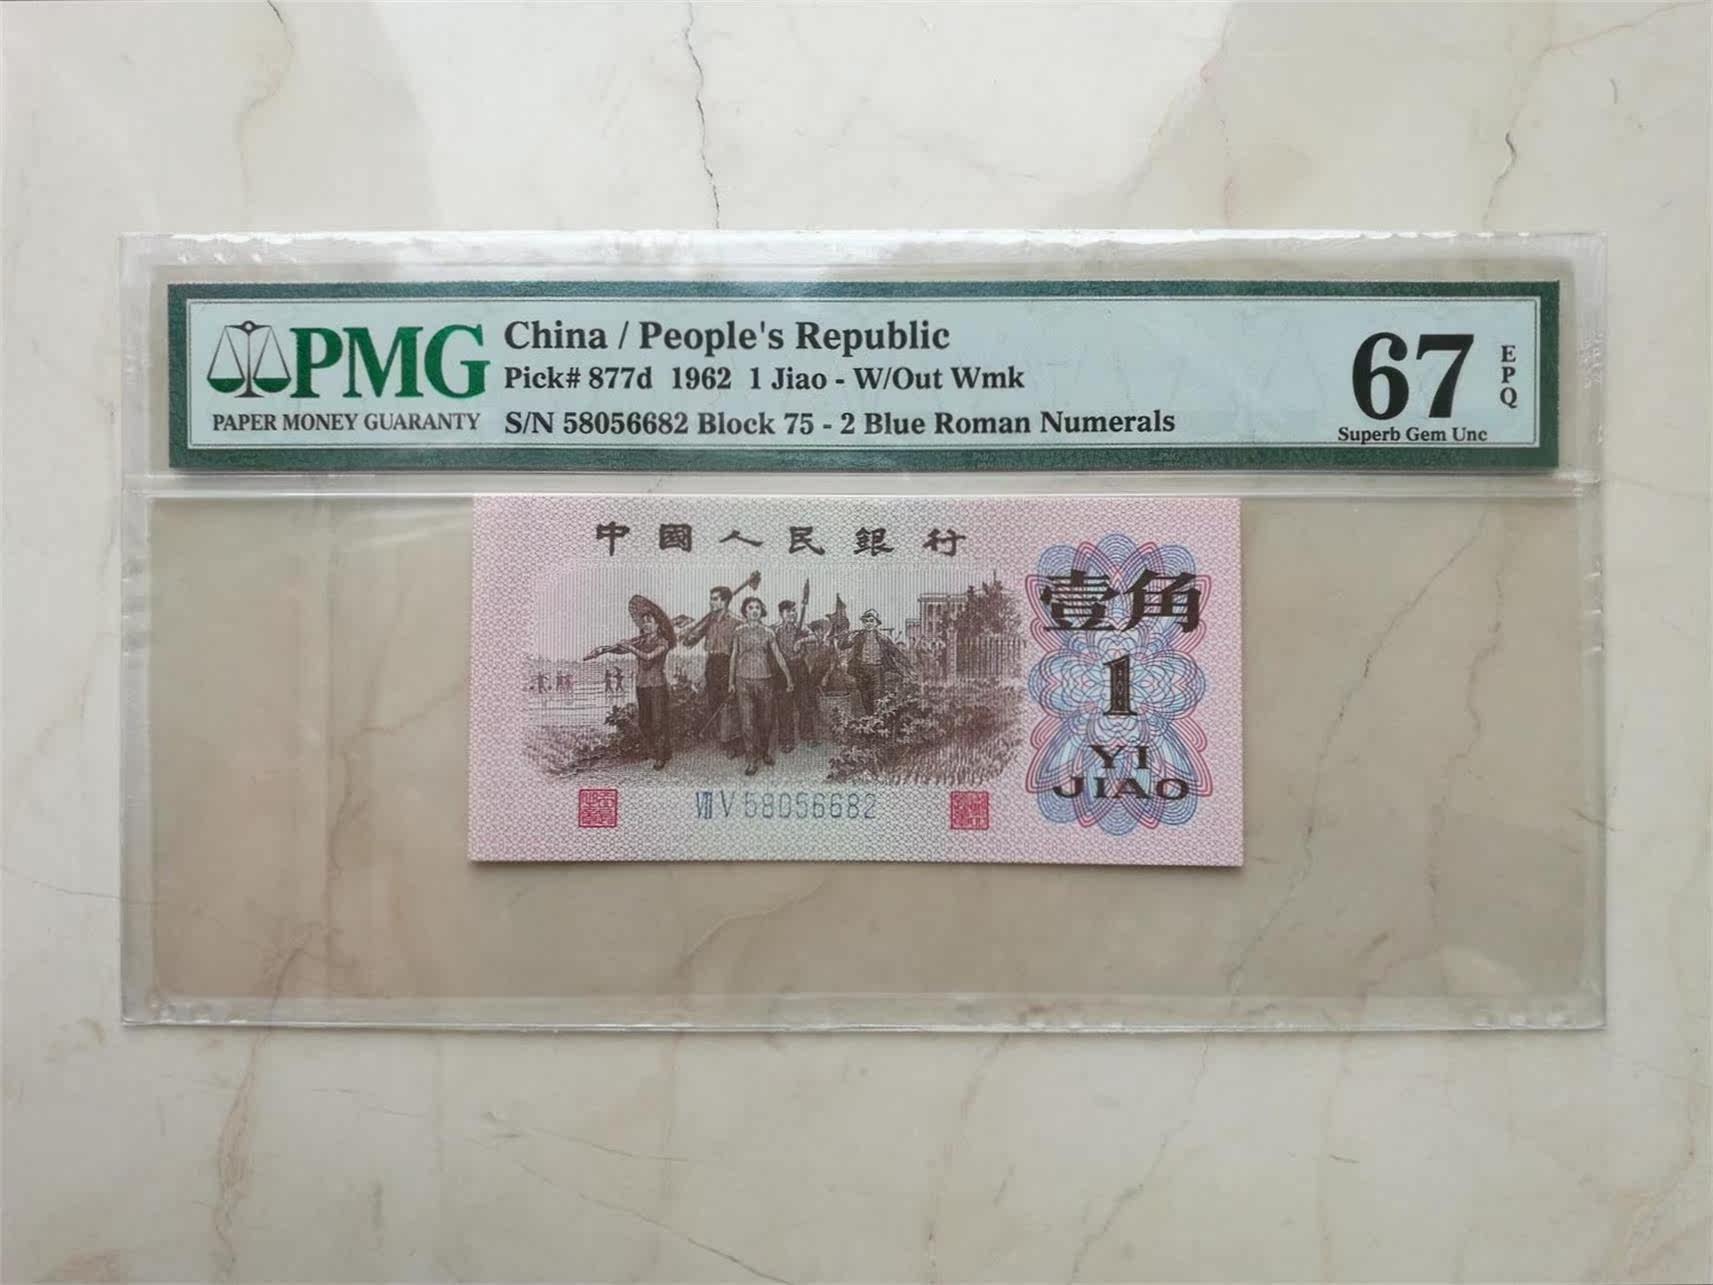 PMG
PAPER MONEY GUARANTY
China / People's Republic
Pick# 877d 1962 1 Jiao - W/Out Wmk
S/N 58056682 Block 75 - 2 Blue Roman Numerals
67
EPQ
Superb Gem Unc
中國人民銀行
壹角
1
YI
JIAO
VII V 58056682